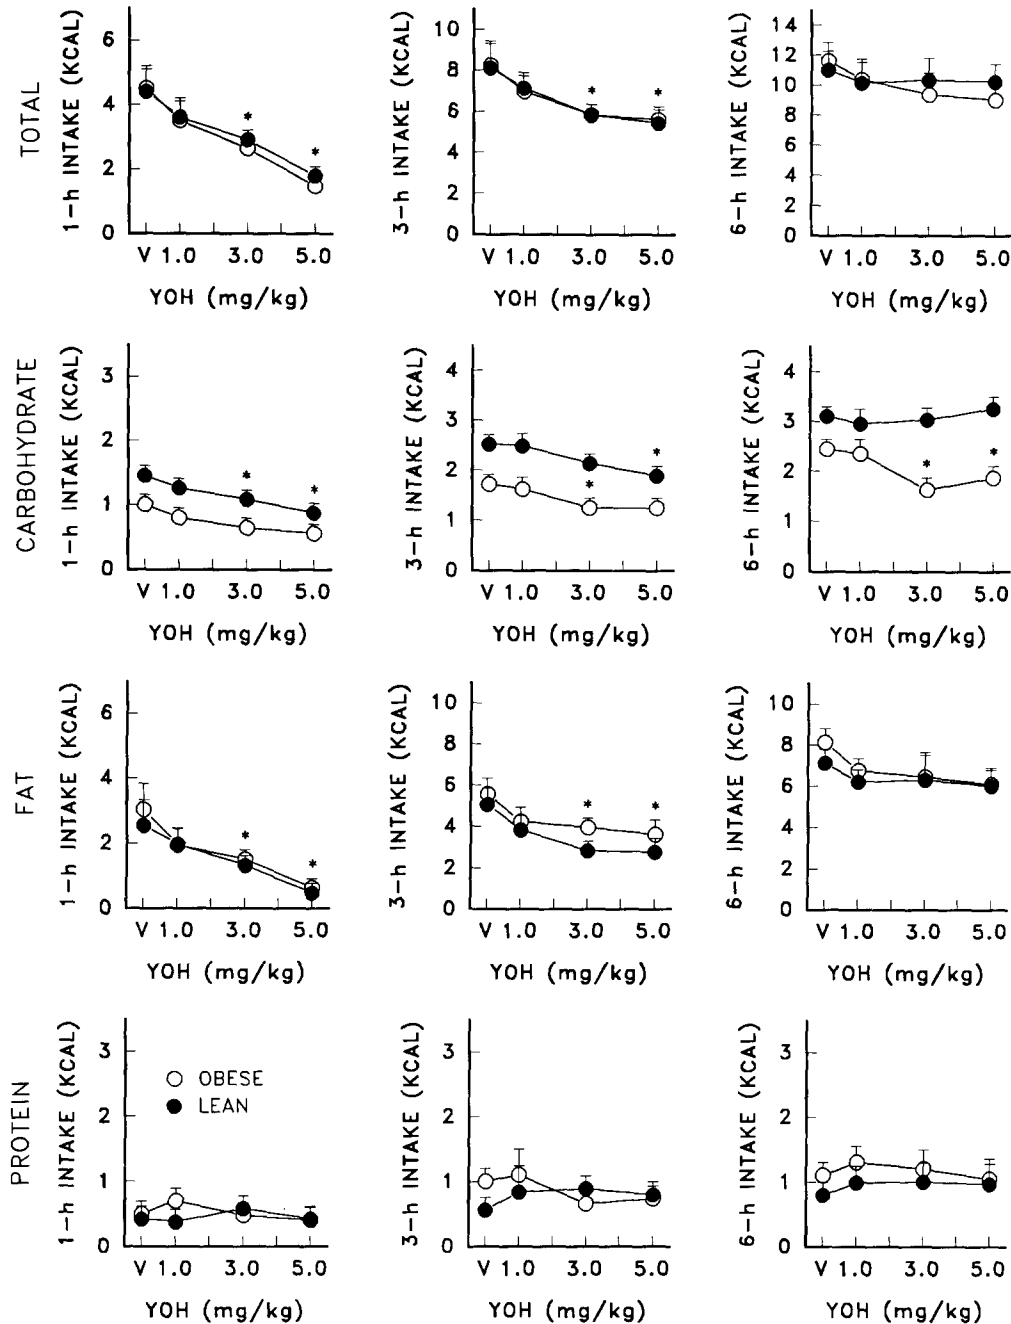 TOTAL
1-h INTAKE (KCAL)
6
4
2
0
V 1.0 3.0 5.0
YOH (mg/kg)
* *
3-h INTAKE (KCAL)
10
8
6
4
2
0
V 1.0 3.0 5.0
YOH (mg/kg)
* *
6-h INTAKE (KCAL)
14
12
10
8
6
4
2
0
V 1.0 3.0 5.0
YOH (mg/kg)
CARBOHYDRATE
1-h INTAKE (KCAL)
3
2
1
0
V 1.0 3.0 5.0
YOH (mg/kg)
* *
3-h INTAKE (KCAL)
4
3
2
1
0
V 1.0 3.0 5.0
YOH (mg/kg)
* *
6-h INTAKE (KCAL)
4
3
2
1
0
V 1.0 3.0 5.0
YOH (mg/kg)
* *
FAT
1-h INTAKE (KCAL)
6
4
2
0
V 1.0 3.0 5.0
YOH (mg/kg)
* *
3-h INTAKE (KCAL)
10
8
6
4
2
0
V 1.0 3.0 5.0
YOH (mg/kg)
* *
6-h INTAKE (KCAL)
10
8
6
4
2
0
V 1.0 3.0 5.0
YOH (mg/kg)
PROTEIN
1-h INTAKE (KCAL)
3
2
1
0
OBESE
LEAN
V 1.0 3.0 5.0
YOH (mg/kg)
3-h INTAKE (KCAL)
3
2
1
0
V 1.0 3.0 5.0
YOH (mg/kg)
6-h INTAKE (KCAL)
3
2
1
0
V 1.0 3.0 5.0
YOH (mg/kg)